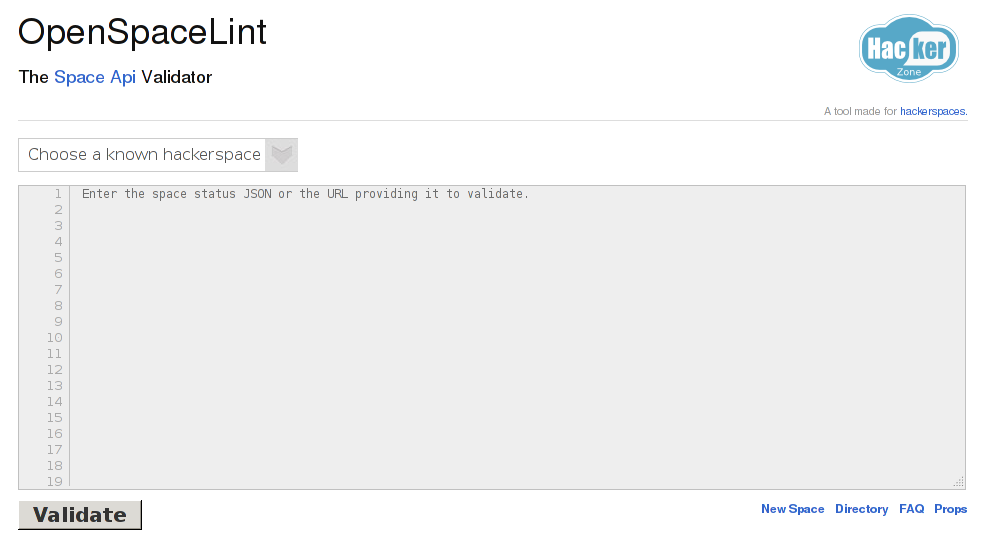 OpenSpaceLint
Hacker
Zone
The Space Api Validator
A tool made for hackerspaces.
Choose a known hackerspace
1 Enter the space status JSON or the URL providing it to validate.
2
3
4
5
6
7
8
9
10
11
12
13
14
15
16
17
18
19
Validate
New Space Directory FAQ Props